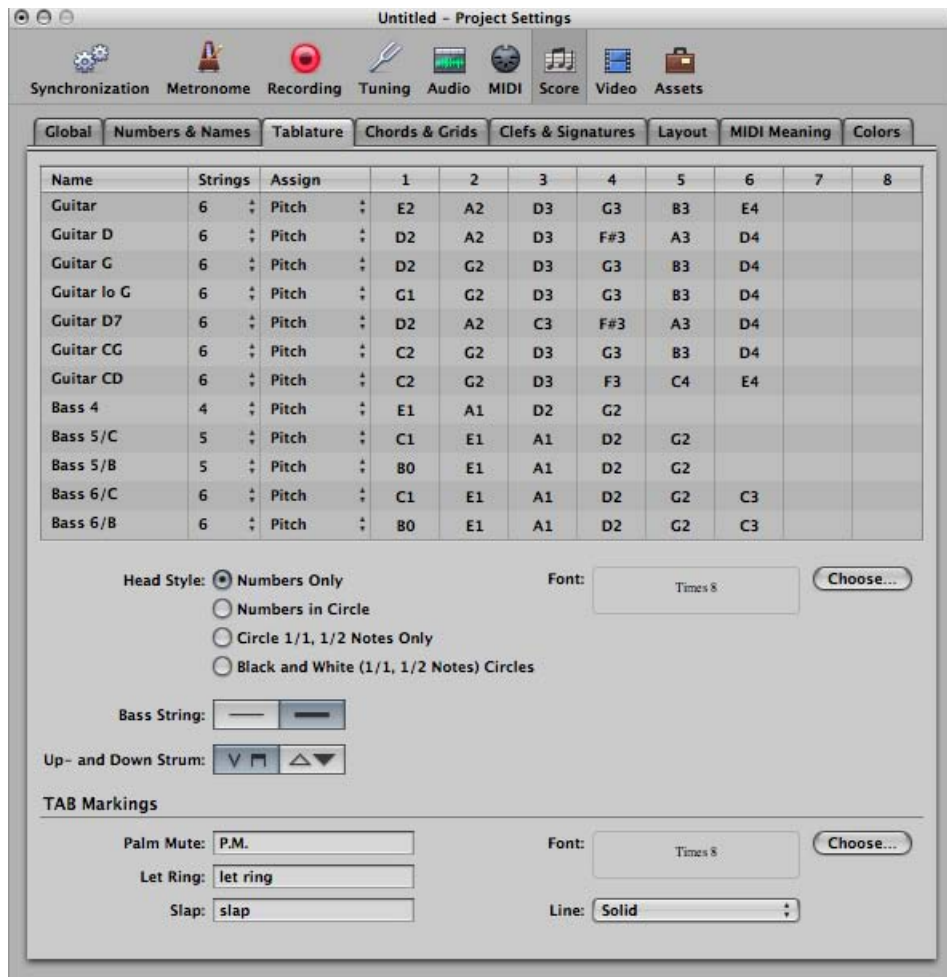 Untitled – Project Settings
Synchronization Metronome Recording Tuning Audio MIDI Score Video Assets
Global Numbers & Names Tablature Chords & Grids Clefs & Signatures Layout MIDI Meaning Colors
Name Strings Assign 1 2 3 4 5 6 7 8
Guitar 6 Pitch E2 A2 D3 G3 B3 E4
Guitar D 6 Pitch D2 A2 D3 F#3 A3 D4
Guitar G 6 Pitch D2 G2 D3 G3 B3 D4
Guitar lo G 6 Pitch G1 G2 D3 G3 B3 D4
Guitar D7 6 Pitch D2 A2 C3 F#3 A3 D4
Guitar CG 6 Pitch C2 G2 D3 G3 B3 D4
Guitar CD 6 Pitch C2 G2 D3 F3 C4 E4
Bass 4 4 Pitch E1 A1 D2 G2
Bass 5/C 5 Pitch C1 E1 A1 D2 G2
Bass 5/B 5 Pitch B0 E1 A1 D2 G2
Bass 6/C 6 Pitch C1 E1 A1 D2 G2 C3
Bass 6/B 6 Pitch B0 E1 A1 D2 G2 C3
Head Style: Numbers Only Font: Times 8 Choose...
Numbers in Circle
Circle 1/1, 1/2 Notes Only
Black and White (1/1, 1/2 Notes) Circles
Bass String:
Up- and Down Strum:
TAB Markings
Palm Mute: P.M. Font: Times 8 Choose...
Let Ring: let ring
Slap: slap Line: Solid